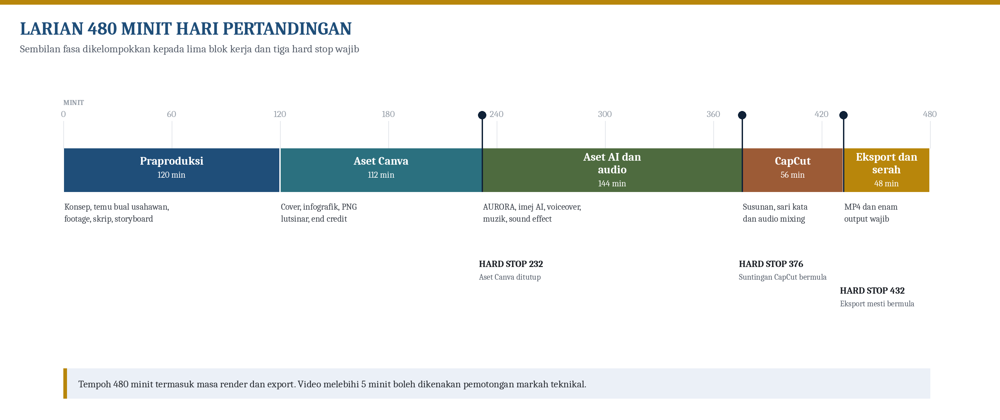 LARIAN 480 MINIT HARI PERTANDINGAN
Sembilan fasa dikelompokkan kepada lima blok kerja dan tiga hard stop wajib
MINIT
0 60 120 180 240 300 360 420 480
Praproduksi
120 min
Aset Canva
112 min
Aset AI dan
audio
144 min
CapCut
56 min
Eksport dan
serah
48 min
Konsep, temu bual usahawan,
footage, skrip, storyboard
Cover, infografik, PNG
lutsinar, end credit
AURORA, imej AI, voiceover,
muzik, sound effect
Susunan, sari kata
dan audio mixing
MP4 dan enam
output wajib
HARD STOP 232
Aset Canva ditutup
HARD STOP 376
Suntingan CapCut bermula
HARD STOP 432
Eksport mesti bermula
Tempoh 480 minit termasuk masa render dan export. Video melebihi 5 minit boleh dikenakan pemotongan markah teknikal.